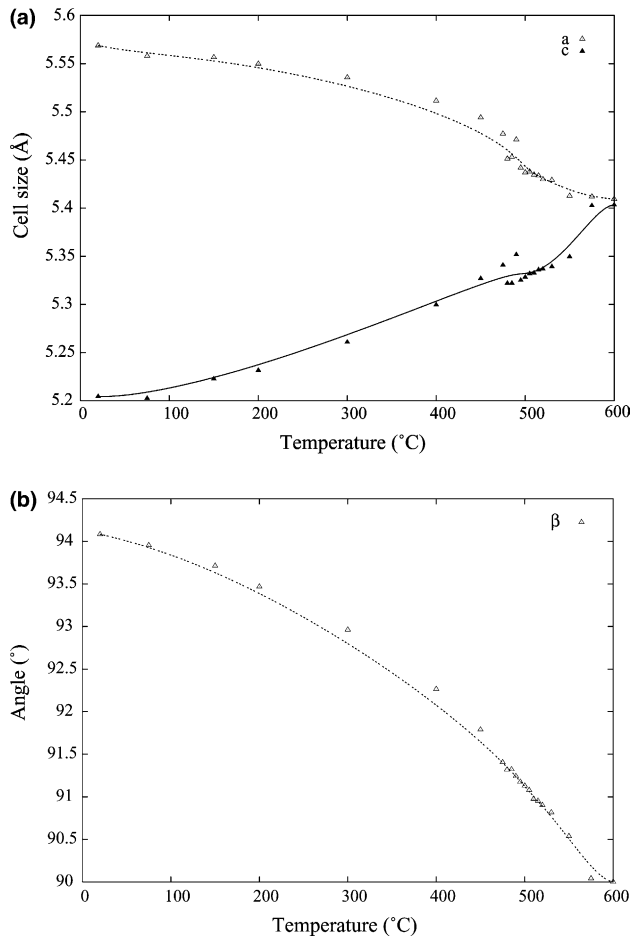 (a)
5.6
5.55
5.5
5.45
5.4
5.35
5.3
5.25
5.2
Cell size (Å)
a
c
0 100 200 300 400 500 600
Temperature (˚C)
(b)
94.5
94
93.5
93
92.5
92
91.5
91
90.5
90
Angle (˚)
β
0 100 200 300 400 500 600
Temperature (˚C)